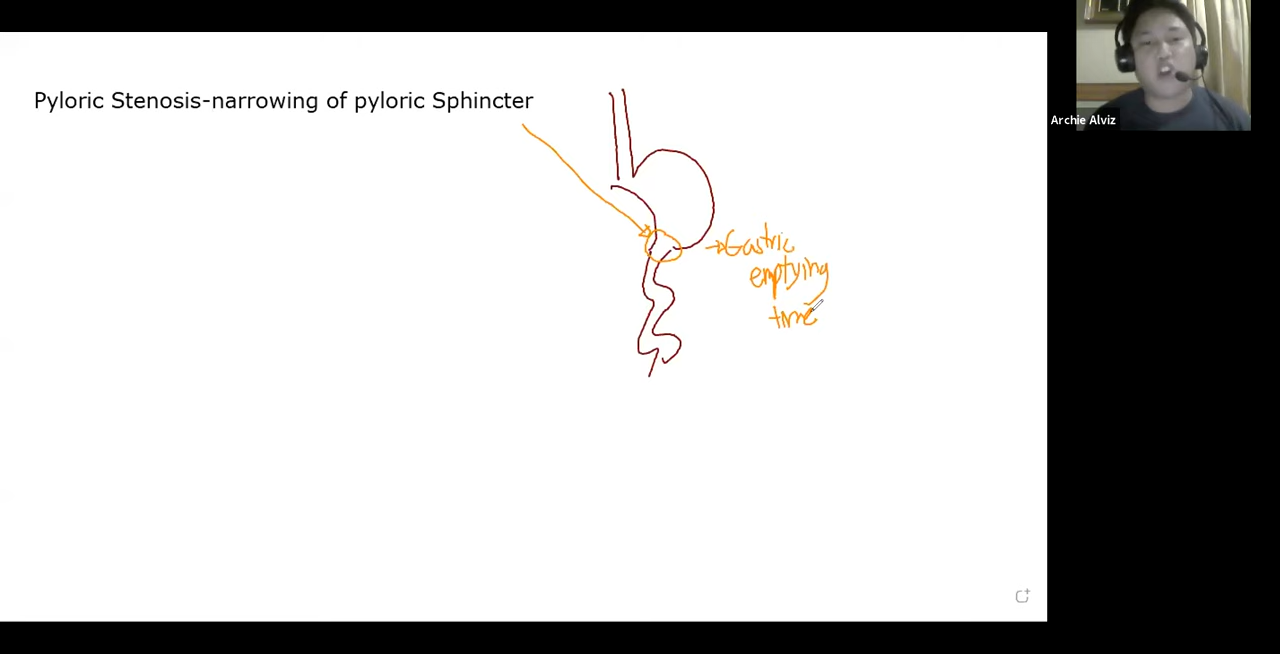 Pyloric Stenosis-narrowing of pyloric Sphincter
Gastric
emptying
time
Archie Alviz